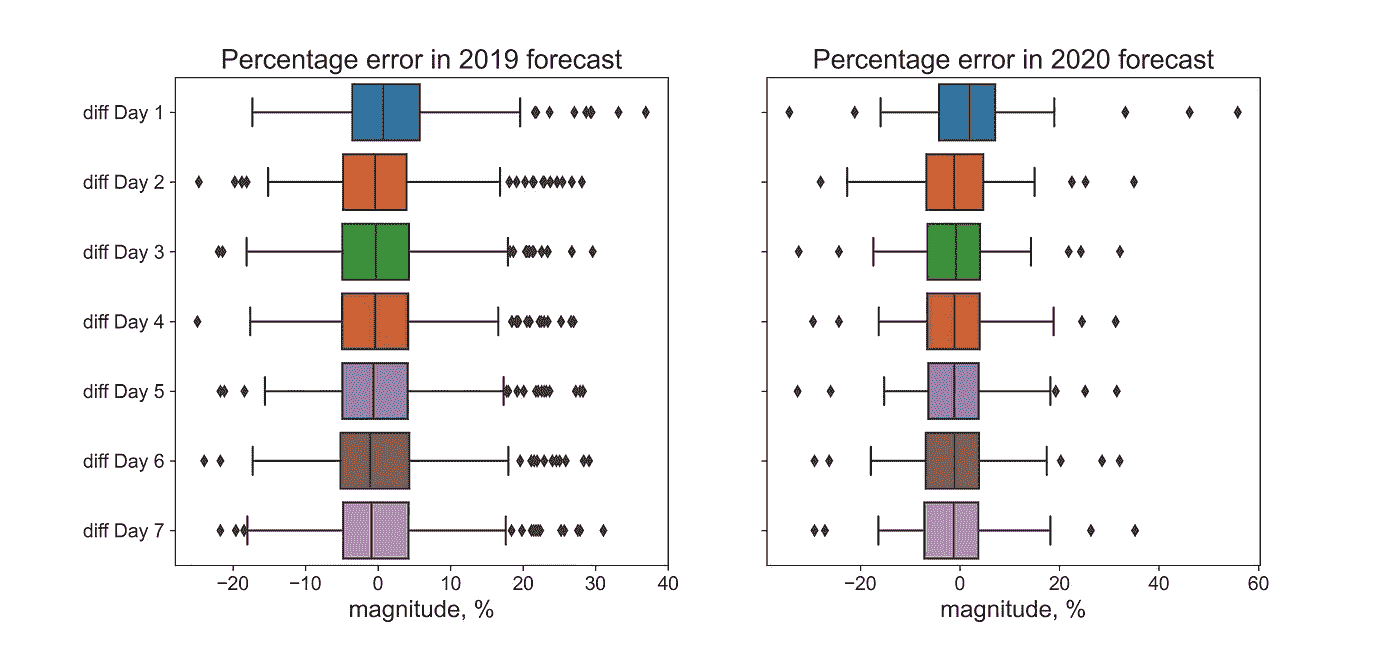 Percentage error in 2019 forecast
Percentage error in 2020 forecast
diff Day 1
diff Day 2
diff Day 3
diff Day 4
diff Day 5
diff Day 6
diff Day 7
−20 −10 0 10 20 30 40
−20 0 20 40 60
magnitude, %
magnitude, %